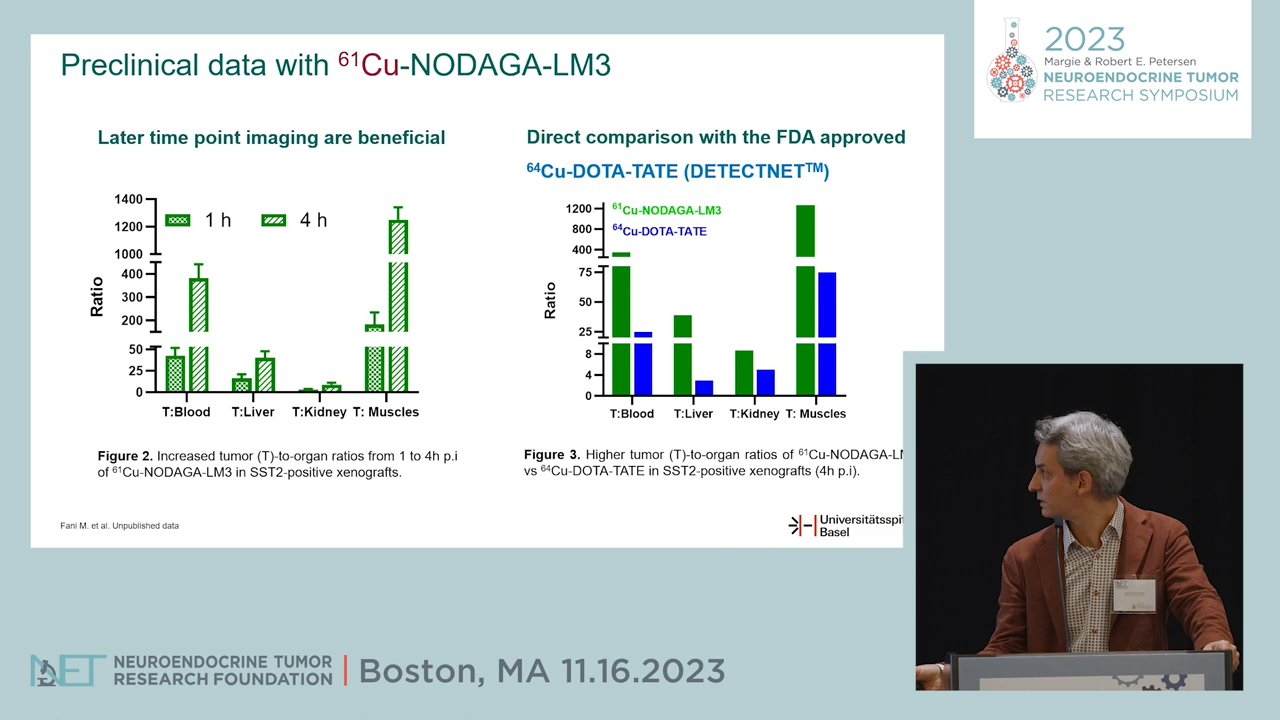 Preclinical data with ⁶¹Cu-NODAGA-LM3
Later time point imaging are beneficial
1400
1200
1000
400
300
200
50
25
0
Ratio
1 h
4 h
T:Blood
T:Liver
T:Kidney
T: Muscles
Figure 2. Increased tumor (T)-to-organ ratios from 1 to 4h p.i
of ⁶¹Cu-NODAGA-LM3 in SST2-positive xenografts.
Direct comparison with the FDA approved
⁶⁴Cu-DOTA-TATE (DETECTNETᵀᴹ)
1200
800
400
75
50
25
8
4
0
Ratio
⁶¹Cu-NODAGA-LM3
⁶⁴Cu-DOTA-TATE
T:Blood
T:Liver
T:Kidney
T: Muscles
Figure 3. Higher tumor (T)-to-organ ratios of ⁶¹Cu-NODAGA-L
vs ⁶⁴Cu-DOTA-TATE in SST2-positive xenografts (4h p.i).
Fani M. et al. Unpublished data
Universitätsspi
Basel
2023
Margie & Robert E. Petersen
NEUROENDOCRINE TUMOR
RESEARCH SYMPOSIUM
NET
NEUROENDOCRINE TUMOR
RESEARCH FOUNDATION
Boston, MA 11.16.2023